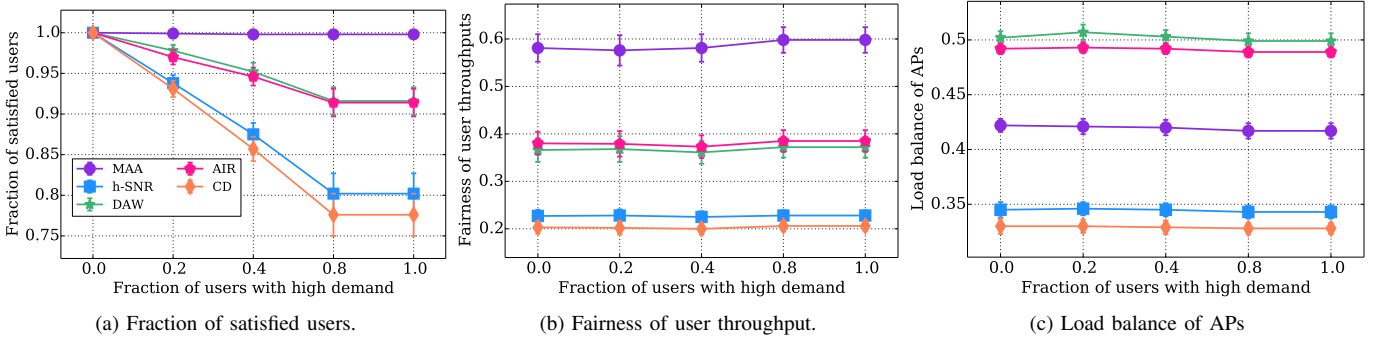 Fraction of satisfied users
1.0
0.95
0.9
0.85
0.8
0.75
MAA
h-SNR
DAW
AIR
CD
0.0 0.2 0.4 0.8 1.0
Fraction of users with high demand
(a) Fraction of satisfied users.
Fairness of user throughputs
0.6
0.5
0.4
0.3
0.2
0.0 0.2 0.4 0.8 1.0
Fraction of users with high demand
(b) Fairness of user throughput.
Load balance of APs
0.5
0.45
0.4
0.35
0.0 0.2 0.4 0.8 1.0
Fraction of users with high demand
(c) Load balance of APs